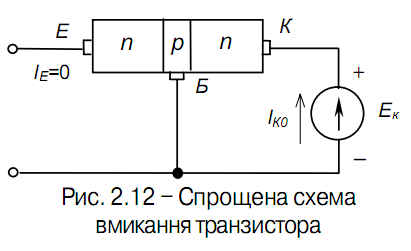 E n p n K
I_E=0 Б
+
I_K0 E_к
–
Рис. 2.12 – Спрощена схема
вмикання транзистора